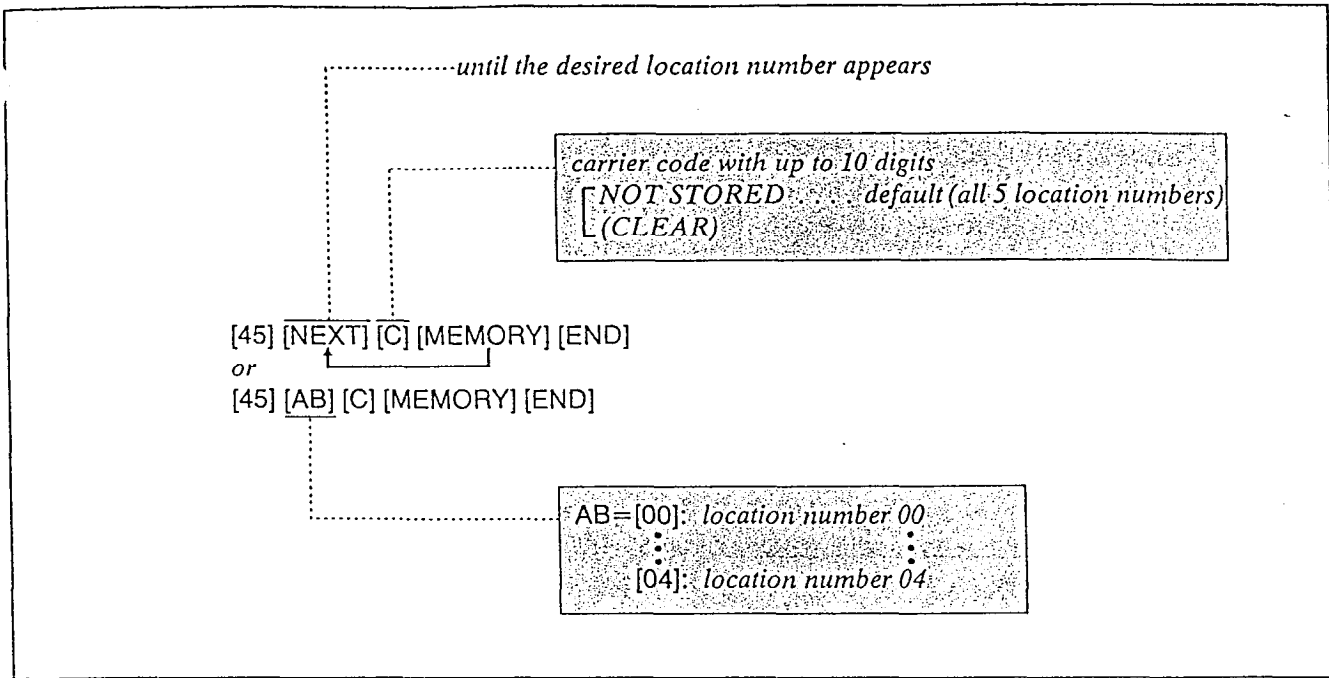 until the desired location number appears
carrier code with up to 10 digits
NOT STORED .... default (all 5 location numbers)
(CLEAR)
[45] [NEXT] [C] [MEMORY] [END]
or
[45] [AB] [C] [MEMORY] [END]
AB=[00]: location number 00
[04]: location number 04